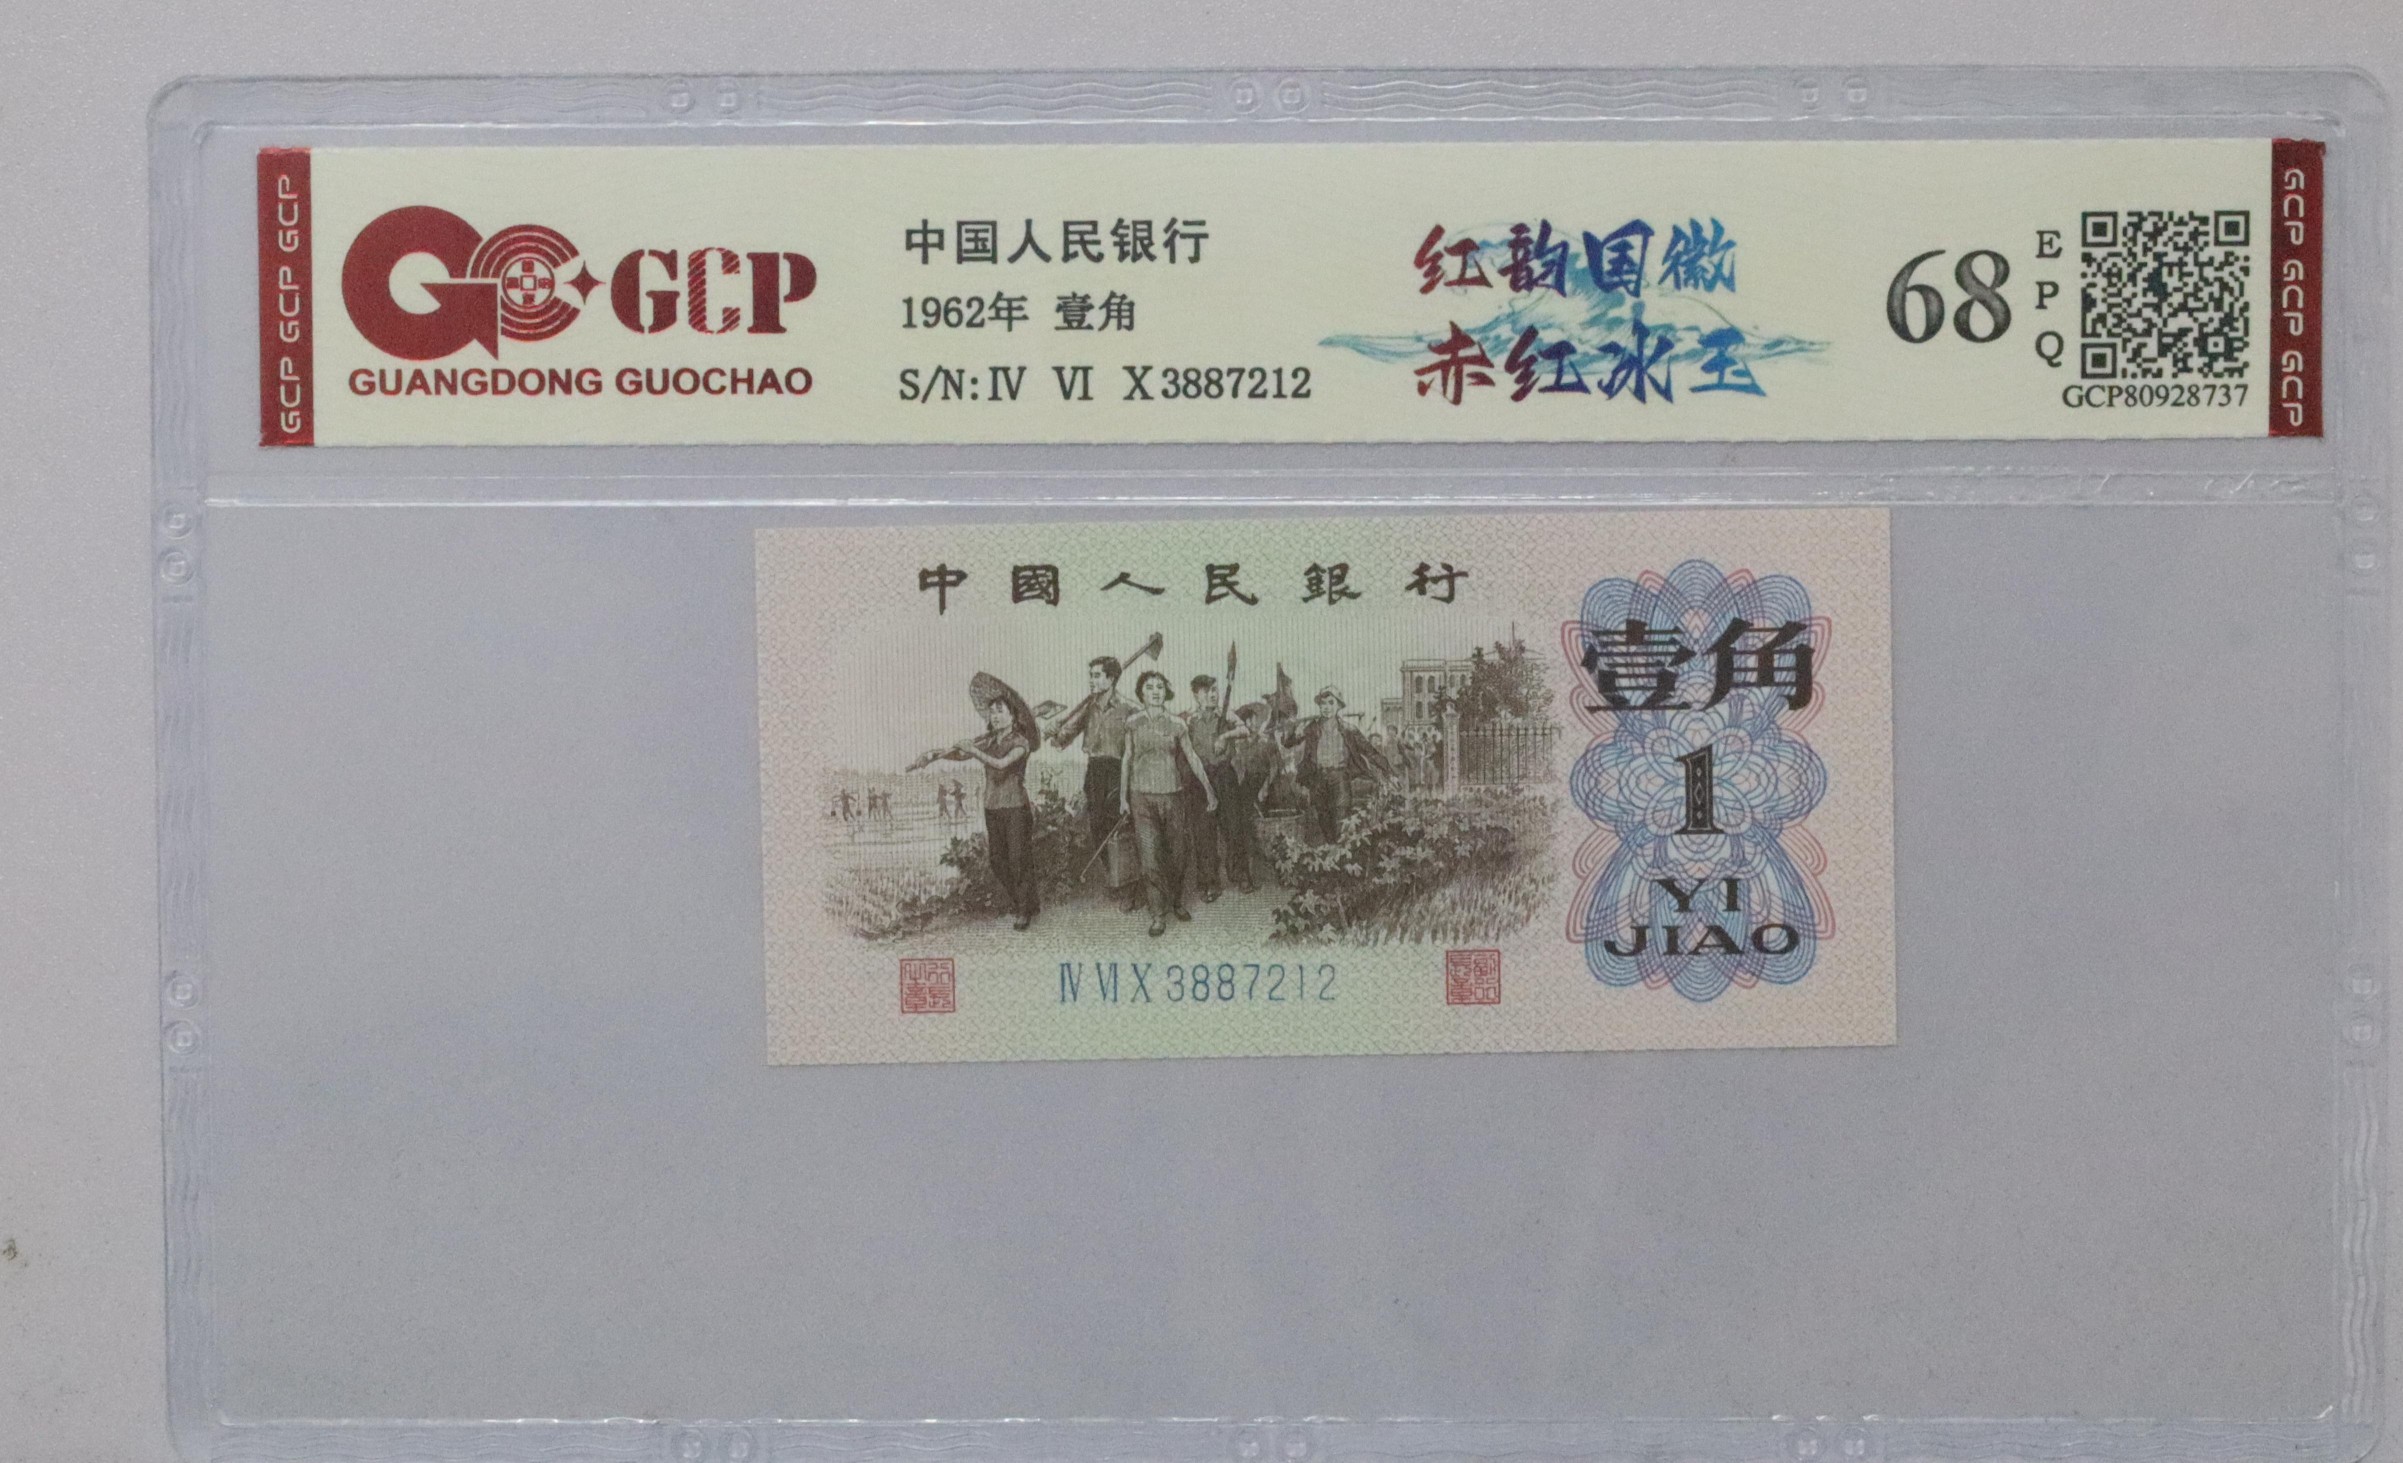 GCP GCP GCP
GCP
GUANGDONG GUOCHAO
中国人民银行
1962年 壹角
S/N: IV VI X 3887212
红韵国徽
赤红冰玉
68
EPQ
GCP80928737
GCP GCP GCP
中國人民銀行
壹角
1
YI
JIAO
IV VI X 3887212